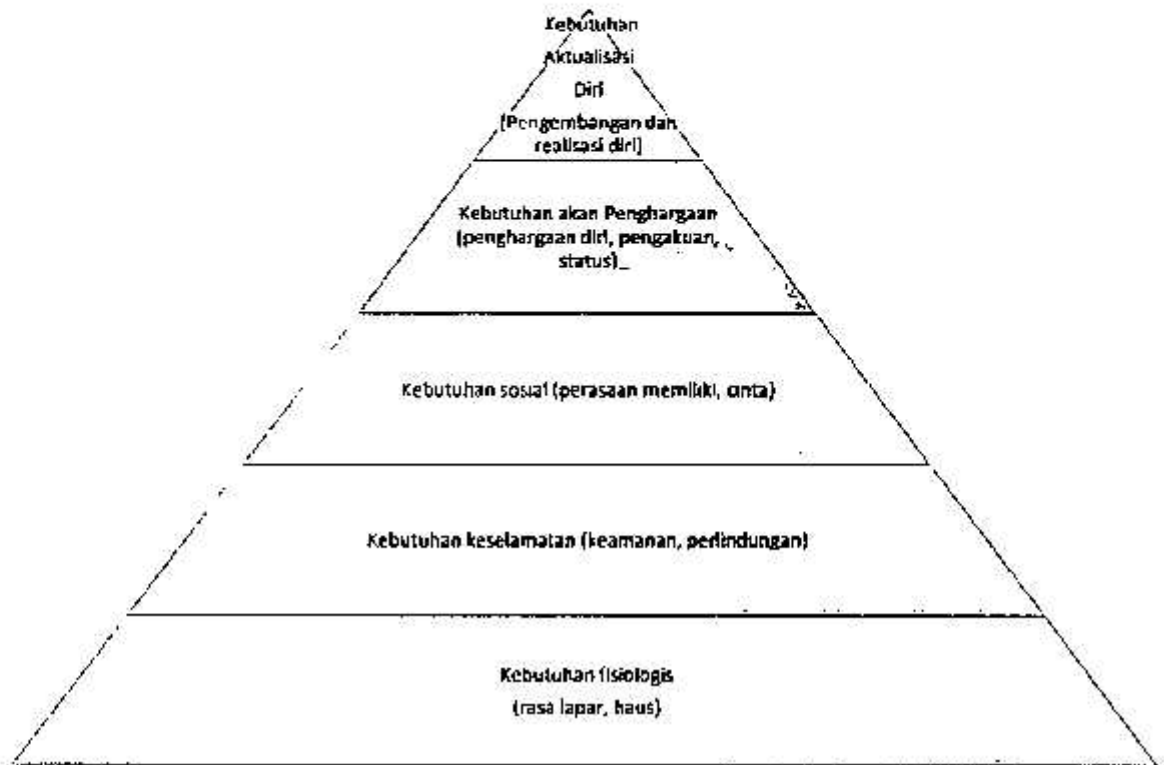 Kebutuhan
Aktualisasi
Diri
(Pengembangan dan
realisasi diri)
Kebutuhan akan Penghargaan
(penghargaan diri, pengakuan,
status)_
Kebutuhan sosial (perasaan memiliki, cinta)
Kebutuhan keselamatan (keamanan, perlindungan)
Kebutuhan fisiologis
(rasa lapar, haus)